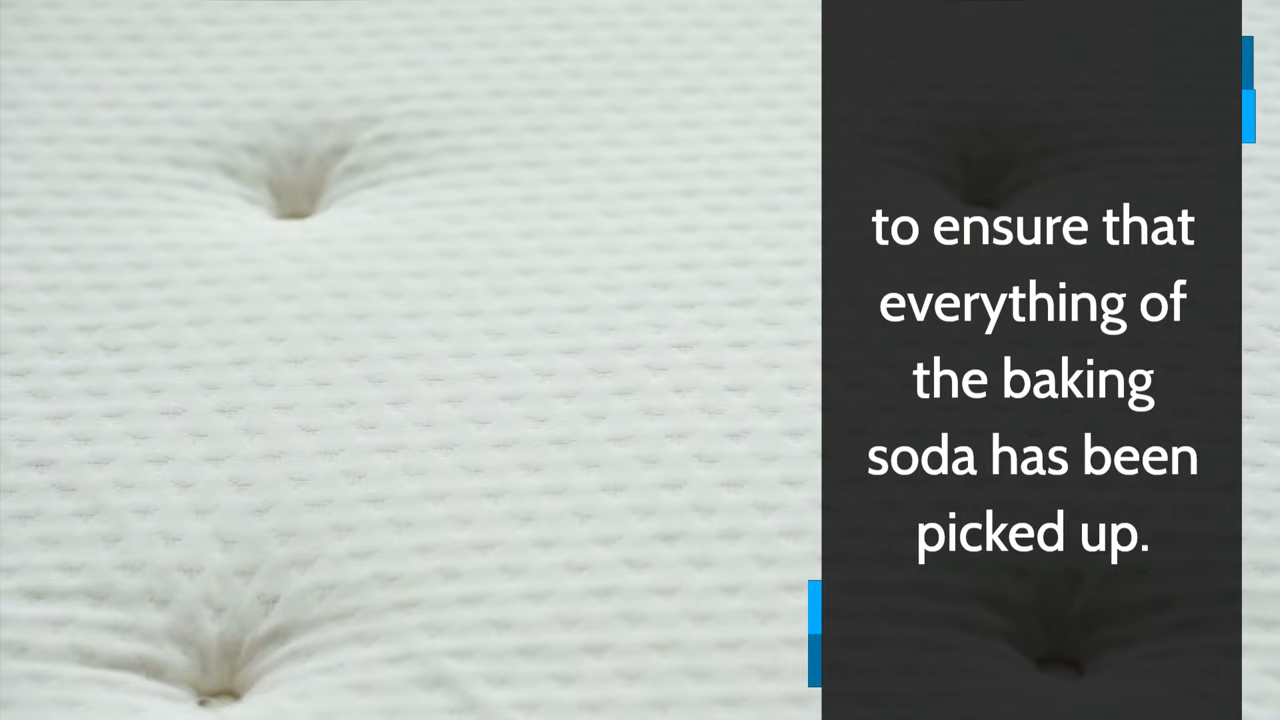 to ensure that
everything of
the baking
soda has been
picked up.